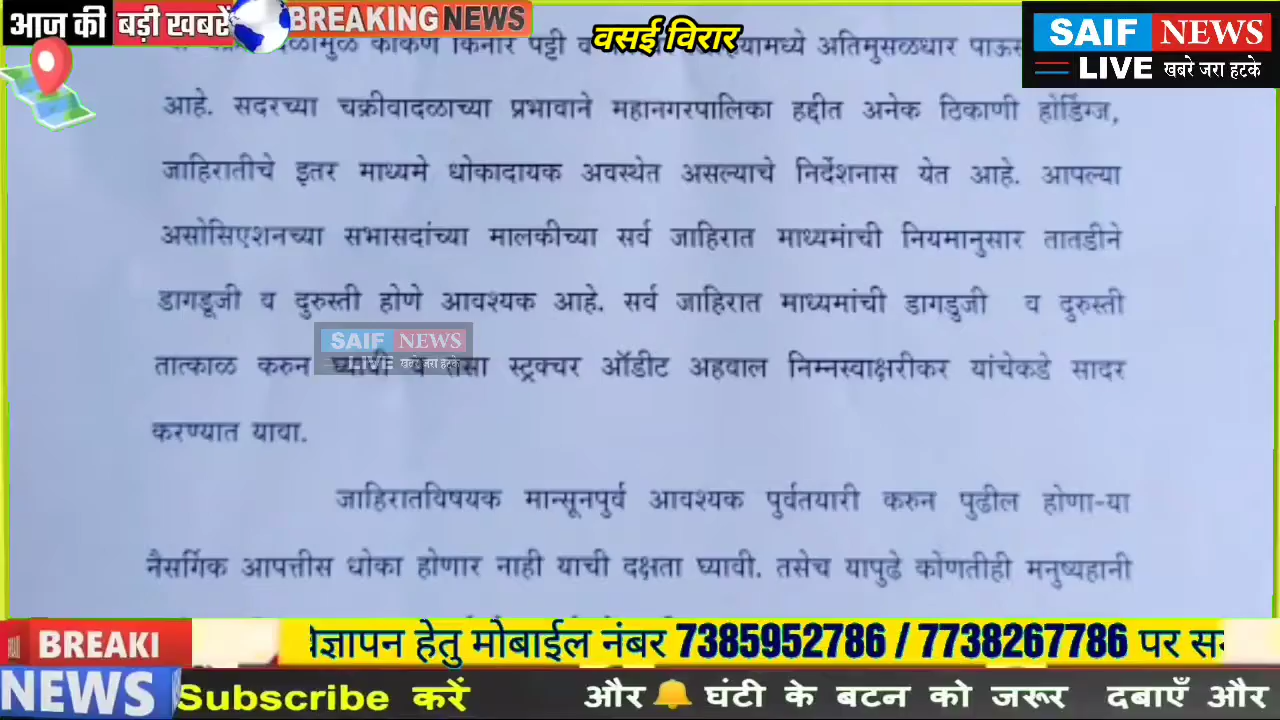 आज की बड़ी खबरें
BREAKING NEWS
वसई विरार
SAIF NEWS
LIVE खबरे जरा हटके
कोकण किनार पट्टी व अतिमुसळधार
आहे. सदरच्या चक्रीवादळाच्या प्रभावाने महानगरपालिका हद्दीत अनेक ठिकाणी होर्डिंग्ज,
जाहिरातीचे इतर माध्यमे धोकादायक अवस्थेत असल्याचे निर्देशनास येत आहे. आपल्या
असोसिएशनच्या सभासदांच्या मालकीच्या सर्व जाहिरात माध्यमांची नियमानुसार तातडीने
डागडूजी व दुरुस्ती होणे आवश्यक आहे. सर्व जाहिरात माध्यमांची डागडुजी व दुरुस्ती
SAIF NEWS
LIVE खबरे जरा हटके
तात्काळ करुन स्ट्रक्चर ऑडीट अहवाल निम्नस्वाक्षरीकर यांचेकडे सादर
करण्यात यावा.
जाहिरातविषयक मान्सूनपुर्व आवश्यक पुर्वतयारी करुन पुढील होणा-या
नैसर्गिक आपत्तीस धोका होणार नाही याची दक्षता घ्यावी. तसेच यापुढे कोणतीही मनुष्यहानी
BREAKI
NEWS
हेतु मोबाईल नंबर 7385952786 / 7738267786 पर
Subscribe करें और घंटी के बटन को जरूर दबाएँ और